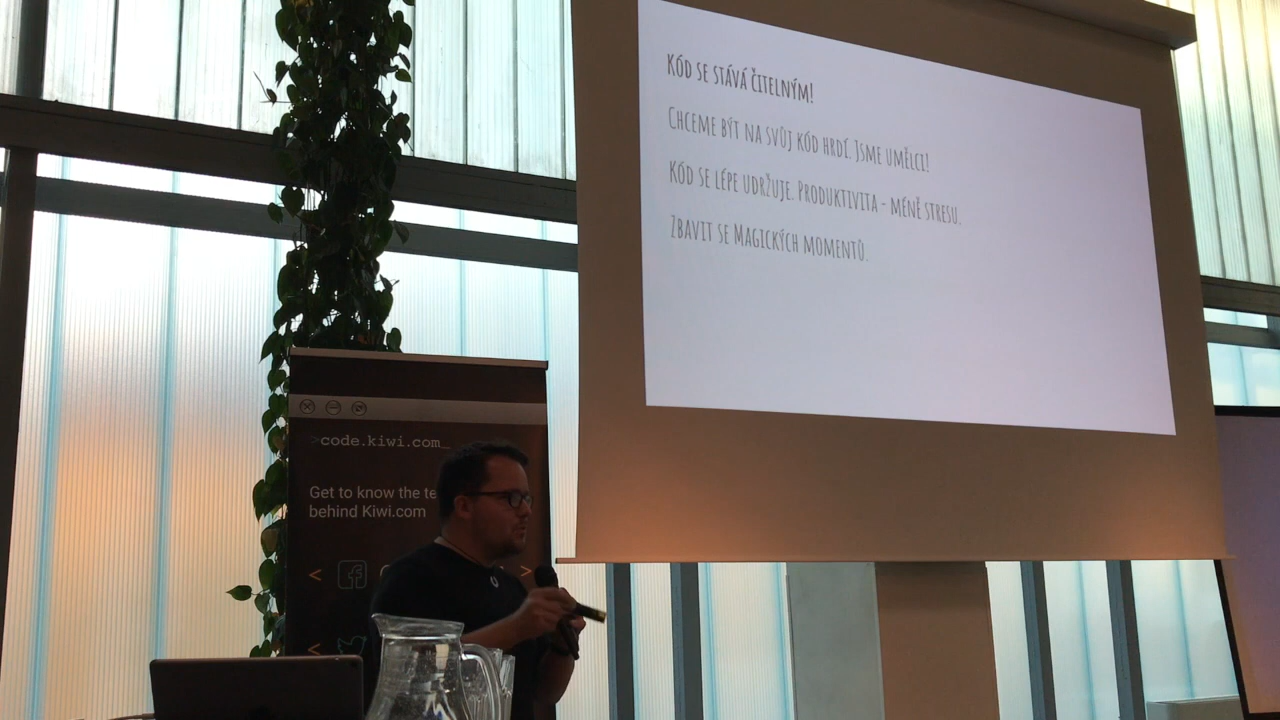 Kód se stává čitelným!
Chceme být na svůj kód hrdí. Jsme umělci!
Kód se lépe udržuje. Produktivita - méně stresu.
Zbavit se Magických momentů.
>code.kiwi.com_
Get to know the
behind Kiwi.com
< >
<